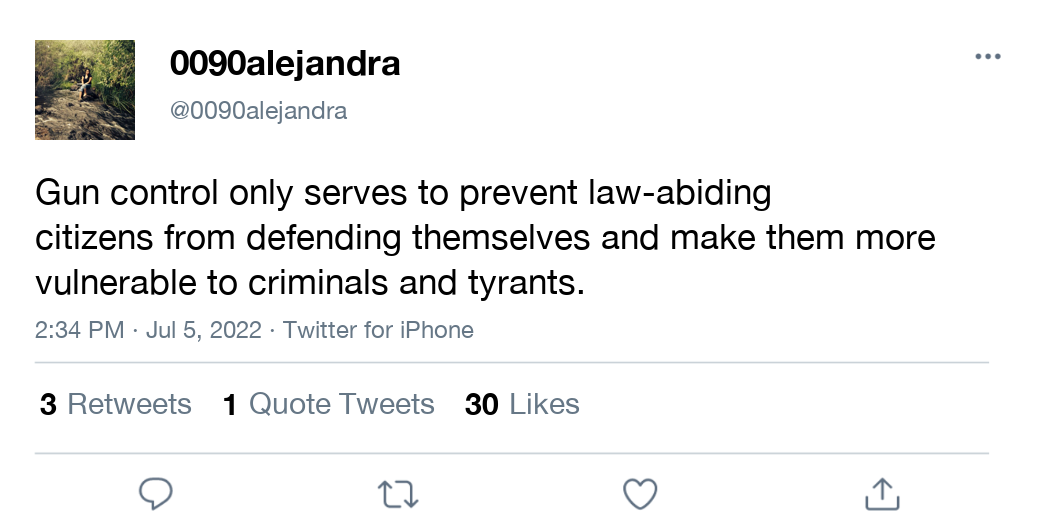 0090alejandra
@0090alejandra
Gun control only serves to prevent law-abiding
citizens from defending themselves and make them more
vulnerable to criminals and tyrants.
2:34 PM · Jul 5, 2022 · Twitter for iPhone
3 Retweets 1 Quote Tweets 30 Likes